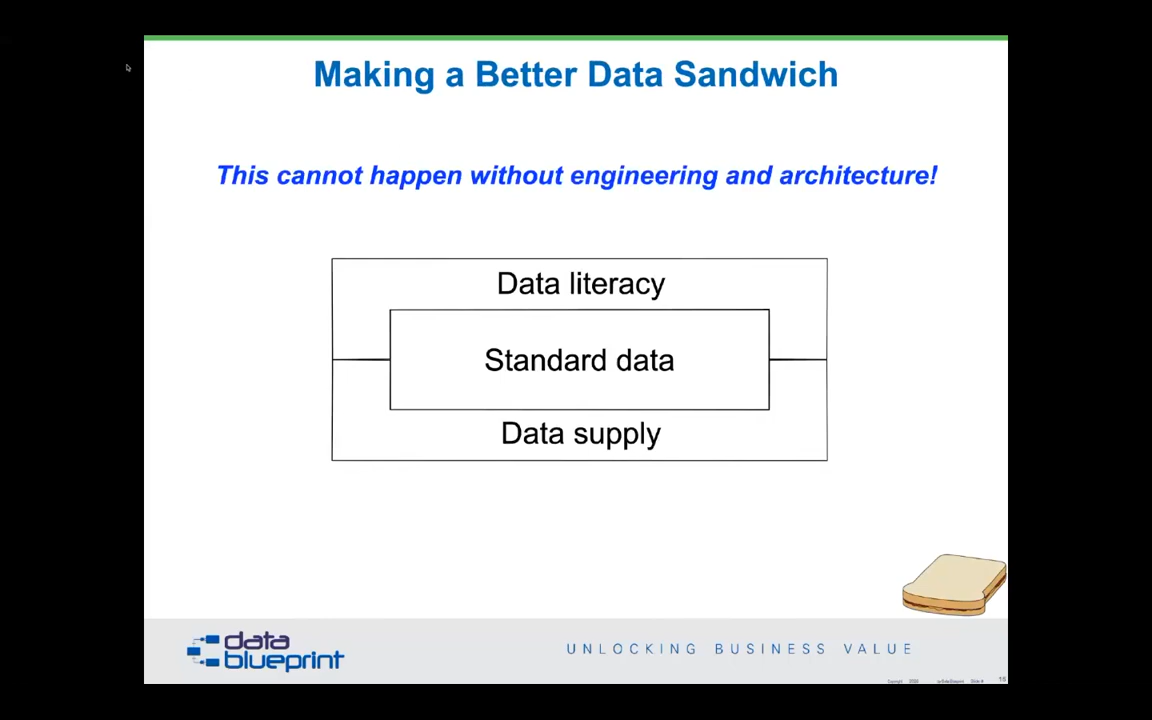 Making a Better Data Sandwich
This cannot happen without engineering and architecture!
Data literacy
Standard data
Data supply
data
blueprint
UNLOCKING BUSINESS VALUE
Copyright